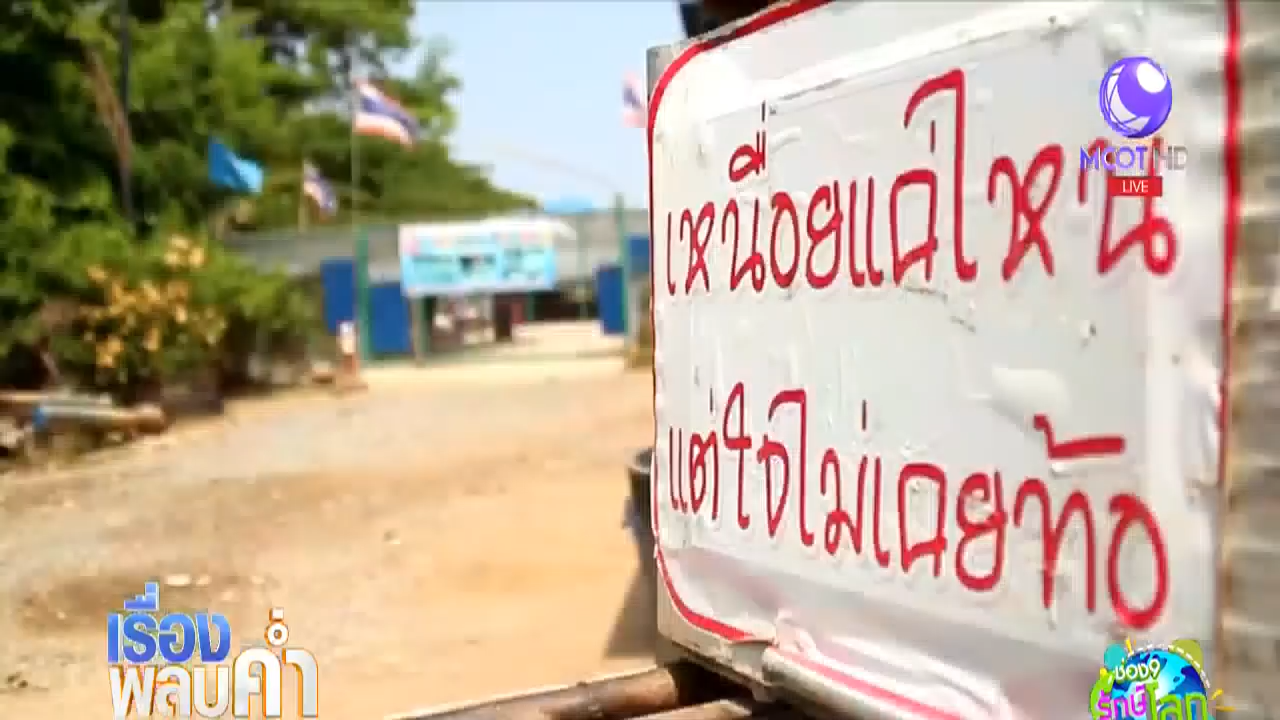 MCOT HD
LIVE
เหนื่อยแค่ไหน
แต่ใจไม่เคยท้อ
เรื่อง
พลบค่ำ
ช่อง9
รักษ์โลก